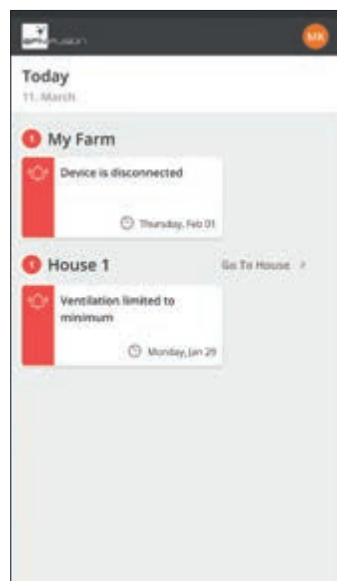 MK
Today
11. March
1 My Farm
Device is disconnected
Thursday, Feb 01
1 House 1
Go To House >
Ventilation limited to
minimum
Monday, Jan 29